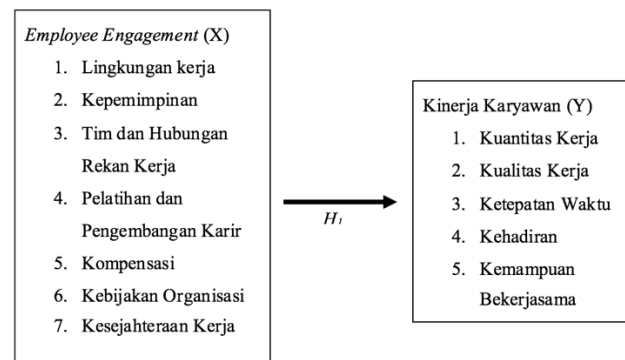 Employee Engagement (X)
1. Lingkungan kerja
2. Kepemimpinan
3. Tim dan Hubungan
Rekan Kerja
4. Pelatihan dan
Pengembangan Karir
5. Kompensasi
6. Kebijakan Organisasi
7. Kesejahteraan Kerja
H1
Kinerja Karyawan (Y)
1. Kuantitas Kerja
2. Kualitas Kerja
3. Ketepatan Waktu
4. Kehadiran
5. Kemampuan
Bekerjasama